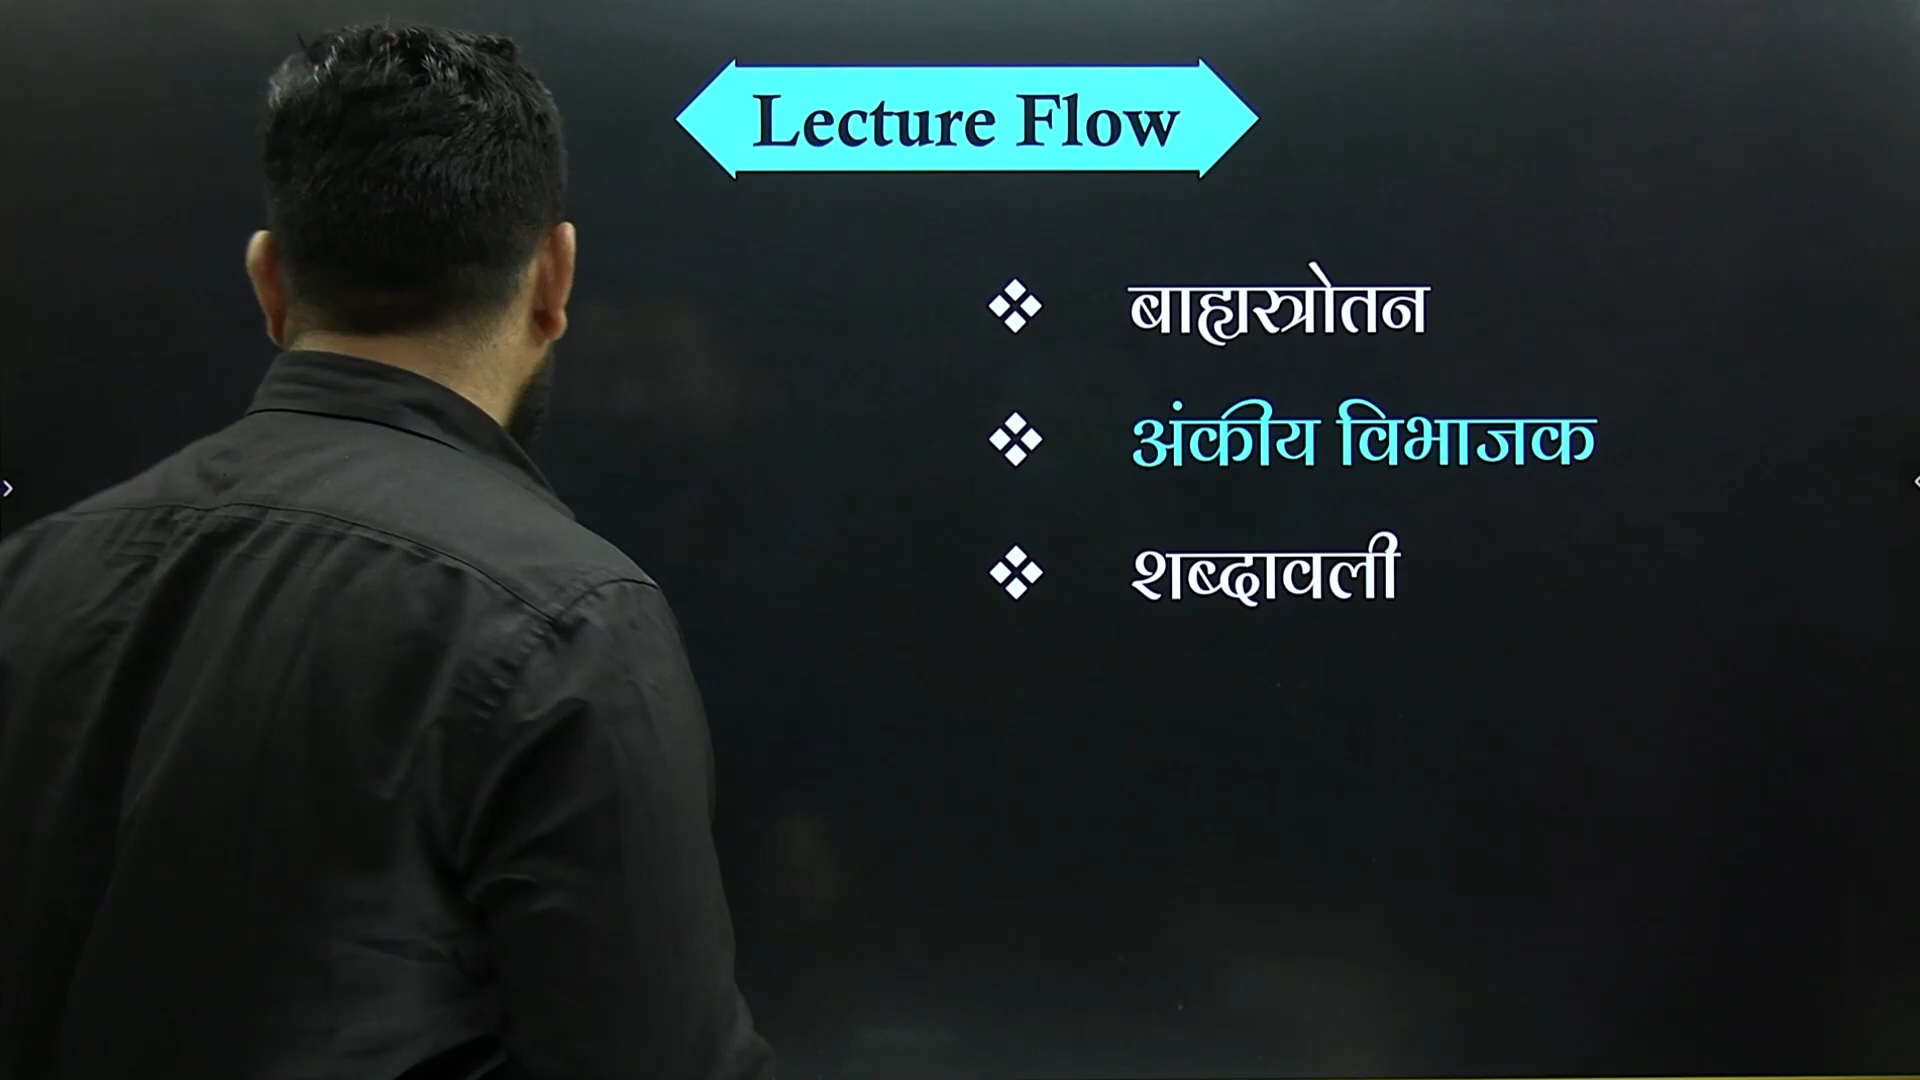 Lecture Flow
❖ बाह्यस्त्रोतन
❖ अंकीय विभाजक
❖ शब्दावली